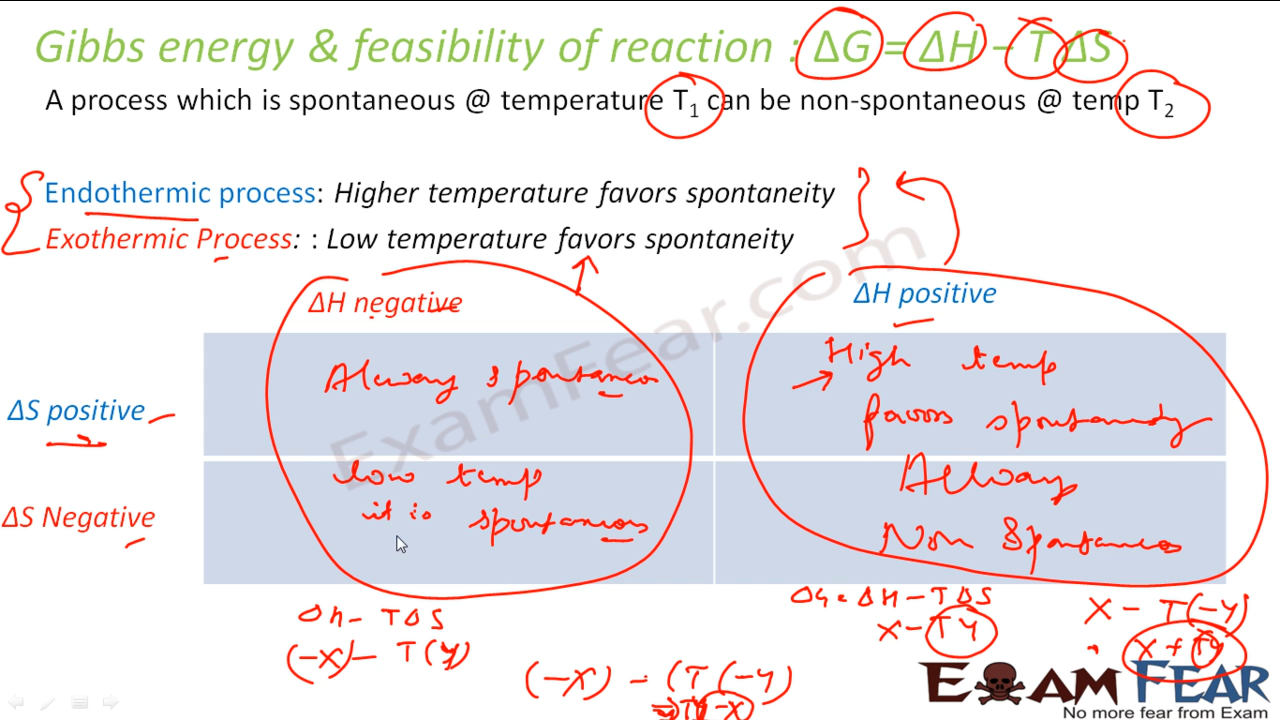 Gibbs energy & feasibility of reaction : ΔG = ΔH – T ΔS
A process which is spontaneous @ temperature T₁ can be non-spontaneous @ temp T₂
Endothermic process: Higher temperature favors spontaneity
Exothermic Process: : Low temperature favors spontaneity
ΔH negative
ΔH positive
ΔS positive
Always spontaneous
High temp
favors spontaneity
ΔS Negative
low temp
it is spontaneous
Always
Non Spontaneous
ExamFear.com
ΔH - TΔS
(-X) - T(y)
ΔG = ΔH - TΔS
X - TY
X - T(-Y)
X + TY
(-X) - (T(-Y)
EXAM FEAR
No more fear from Exam